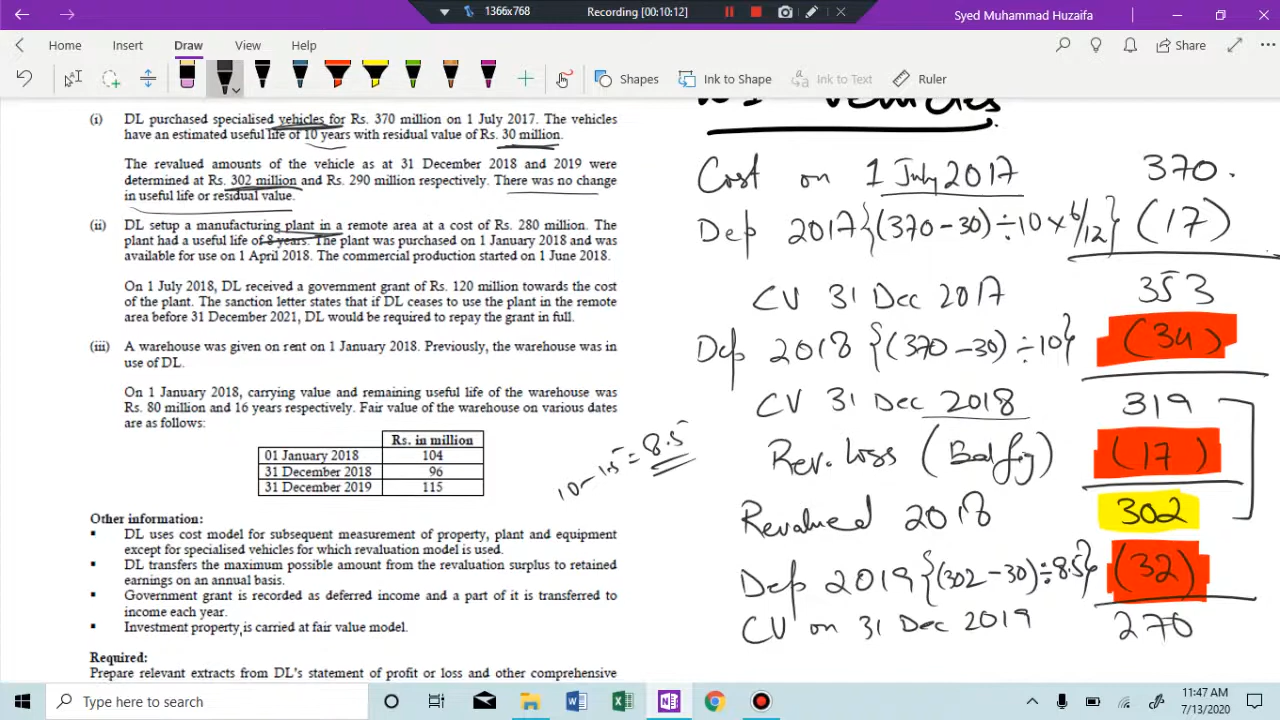 1366x768
Recording [00:10:12]
Syed Muhammad Huzaifa
Home Insert Draw View Help
Share
Shapes
Ink to Shape
Ink to Text
Ruler
(i) DL purchased specialised vehicles for Rs. 370 million on 1 July 2017. The vehicles
have an estimated useful life of 10 years with residual value of Rs. 30 million.
The revalued amounts of the vehicle as at 31 December 2018 and 2019 were
determined at Rs. 302 million and Rs. 290 million respectively. There was no change
in useful life or residual value.
(ii) DL setup a manufacturing plant in a remote area at a cost of Rs. 280 million. The
plant had a useful life of 8 years. The plant was purchased on 1 January 2018 and was
available for use on 1 April 2018. The commercial production started on 1 June 2018.
On 1 July 2018, DL received a government grant of Rs. 120 million towards the cost
of the plant. The sanction letter states that if DL ceases to use the plant in the remote
area before 31 December 2021, DL would be required to repay the grant in full.
(iii) A warehouse was given on rent on 1 January 2018. Previously, the warehouse was in
use of DL.
On 1 January 2018, carrying value and remaining useful life of the warehouse was
Rs. 80 million and 16 years respectively. Fair value of the warehouse on various dates
are as follows:
Rs. in million
01 January 2018 104
31 December 2018 96
31 December 2019 115
Other information:
▪ DL uses cost model for subsequent measurement of property, plant and equipment
except for specialised vehicles for which revaluation model is used.
▪ DL transfers the maximum possible amount from the revaluation surplus to retained
earnings on an annual basis.
▪ Government grant is recorded as deferred income and a part of it is transferred to
income each year.
▪ Investment property is carried at fair value model.
Required:
Prepare relevant extracts from DL's statement of profit or loss and other comprehensive
Vehicles
Cost on 1 July 2017 370.
Dep 2017 {(370-30)÷10 × 6/12} (17)
CV 31 Dec 2017 353
Dep 2018 {(370-30)÷10} (34)
CV 31 Dec 2018 319
Rev. Loss (Bal fig) (17)
10-1.5=8.5
Revalued 2018 302
Dep 2019 {(302-30)÷8.5} (32)
CV on 31 Dec 2019 270
Type here to search
11:47 AM
7/13/2020